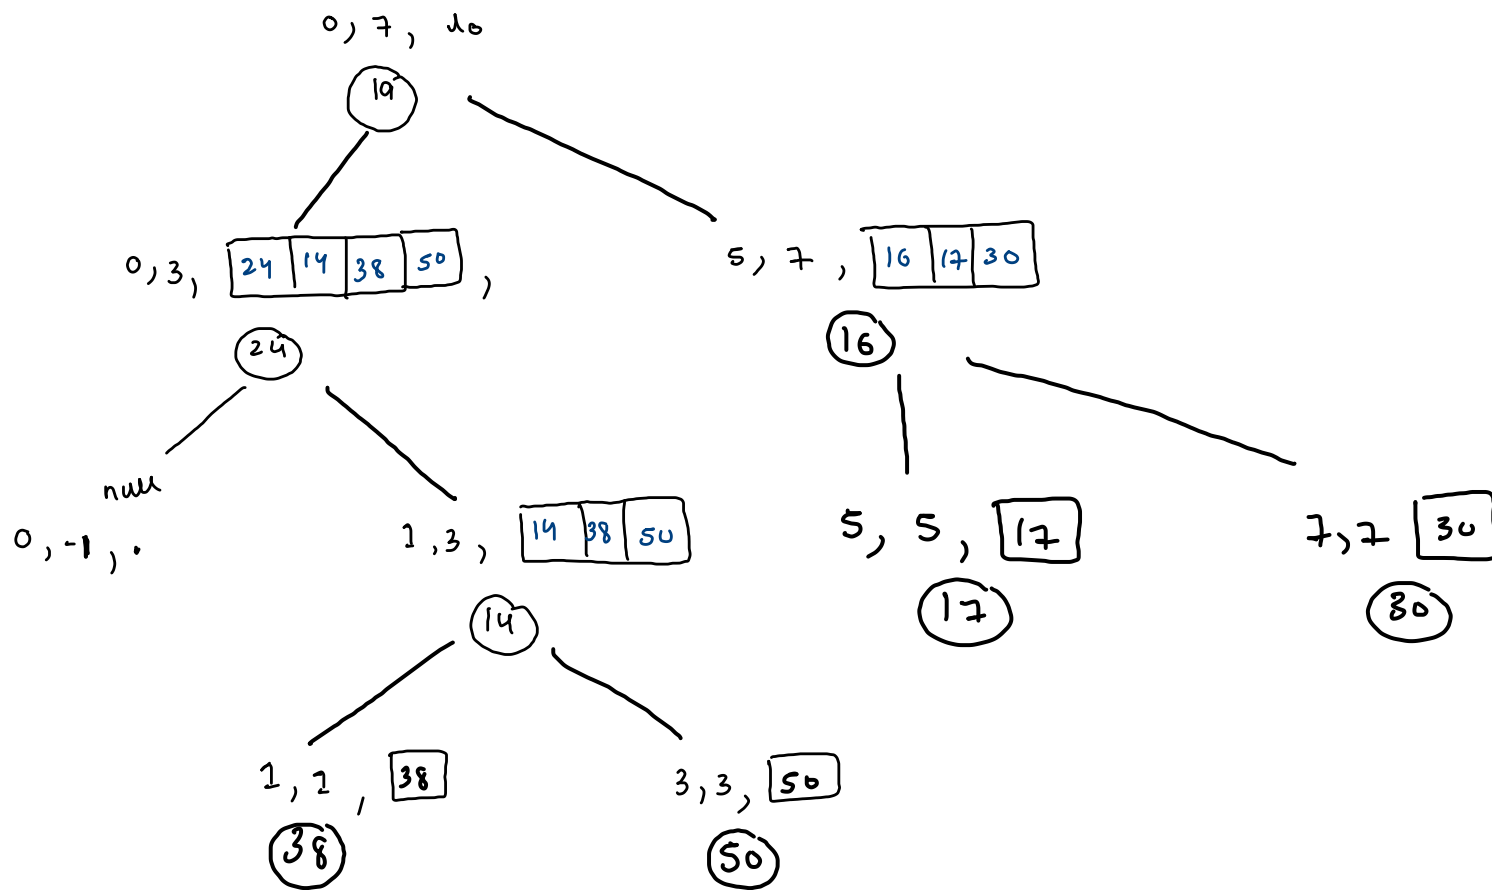 0, 7, lo
19
0, 3, 24 14 38 50 ,
5, 7, 16 17 30
24
16
null
0, -1, .
1, 3, 14 38 50
5, 5, 17
7, 7 30
14
17
30
1, 1, 38
3, 3, 50
38
50